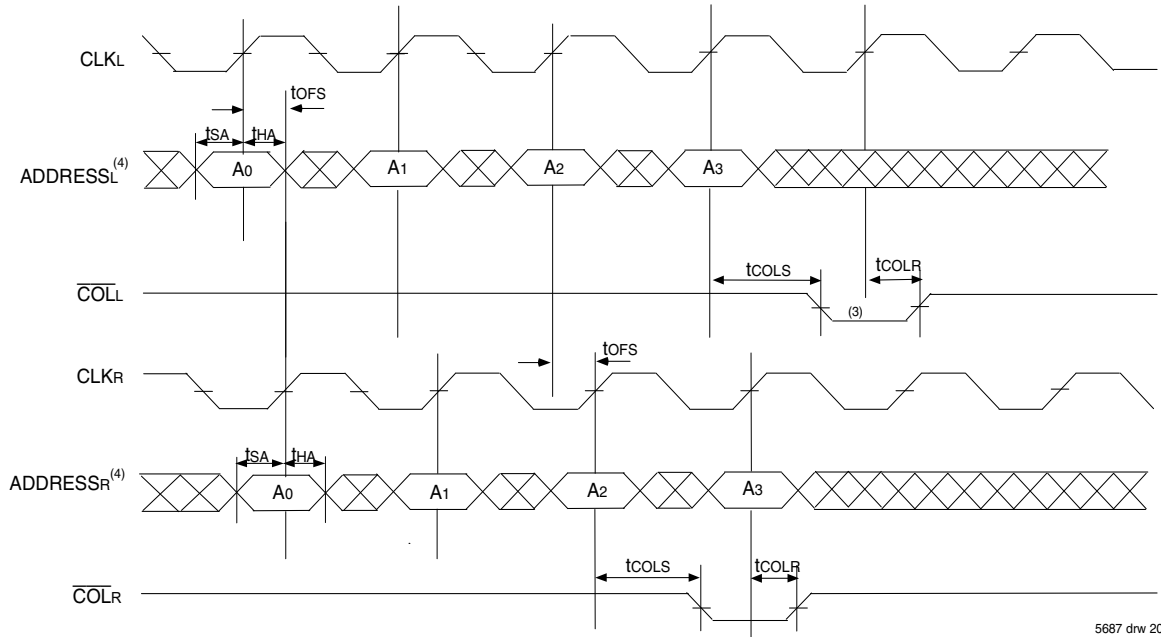 CLKL
tOFS
tSA
tHA
ADDRESSL(4)
A0
A1
A2
A3
tCOLS
tCOLR
COLL
(3)
tOFS
CLKR
tSA
tHA
ADDRESSR(4)
A0
A1
A2
A3
tCOLS
tCOLR
COLR
5687 drw 20